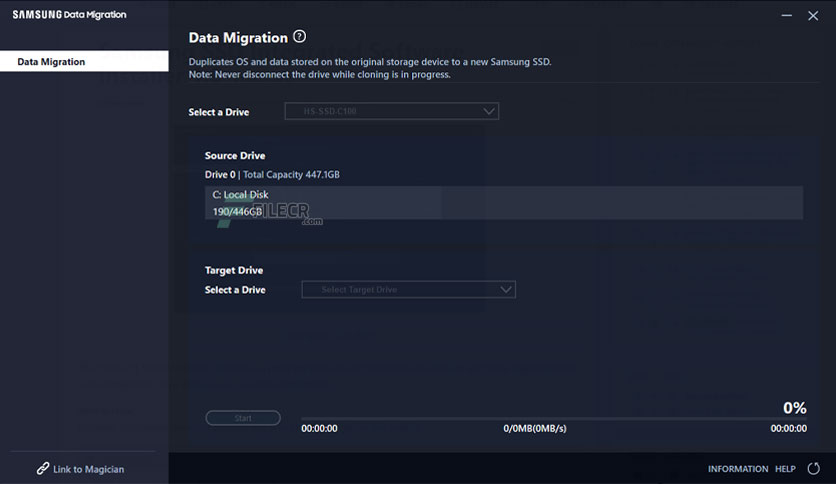 SAMSUNG Data Migration
Data Migration
Data Migration ?
Duplicates OS and data stored on the original storage device to a new Samsung SSD.
Note: Never disconnect the drive while cloning is in progress.
Select a Drive
HS-SSD-C100
Source Drive
Drive 0 | Total Capacity 447.1GB
C: Local Disk
190/446GB
FILECR
.com
Target Drive
Select a Drive
Select Target Drive
Start
0%
00:00:00
0/0MB(0MB/s)
00:00:00
Link to Magician
INFORMATION HELP